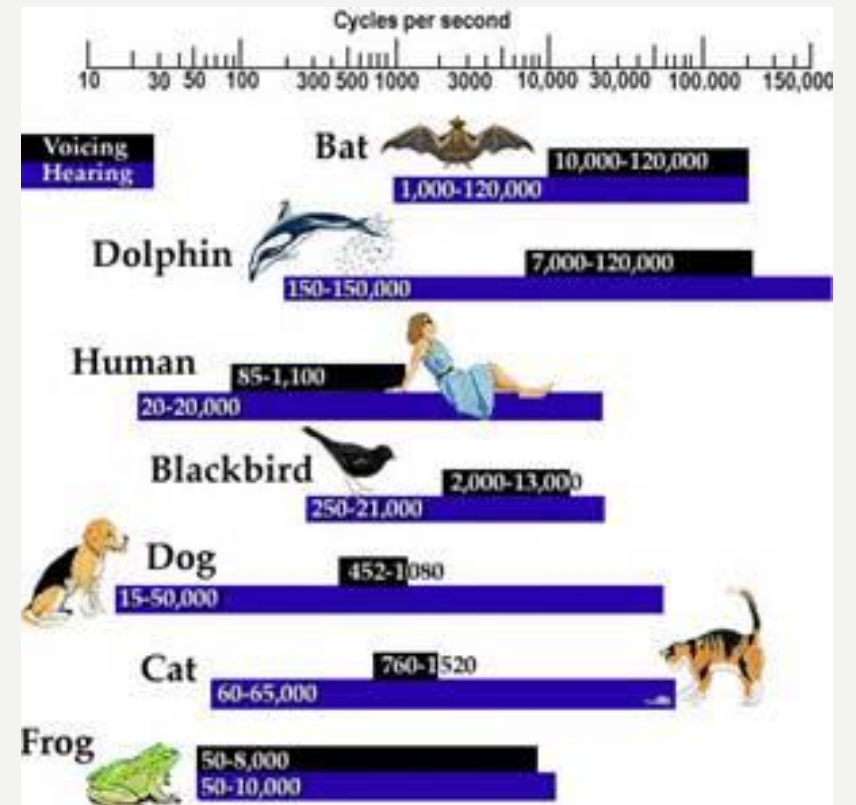 Cycles per second
10 30 50 100 300 500 1000 3000 10,000 30,000 100.000 150,000
Voicing
Hearing
Bat
10,000-120,000
1,000-120,000
Dolphin
7,000-120,000
150-150,000
Human
85-1,100
20-20,000
Blackbird
2,000-13,000
250-21,000
Dog
452-1080
15-50,000
Cat
760-1520
60-65,000
Frog
50-8,000
50-10,000